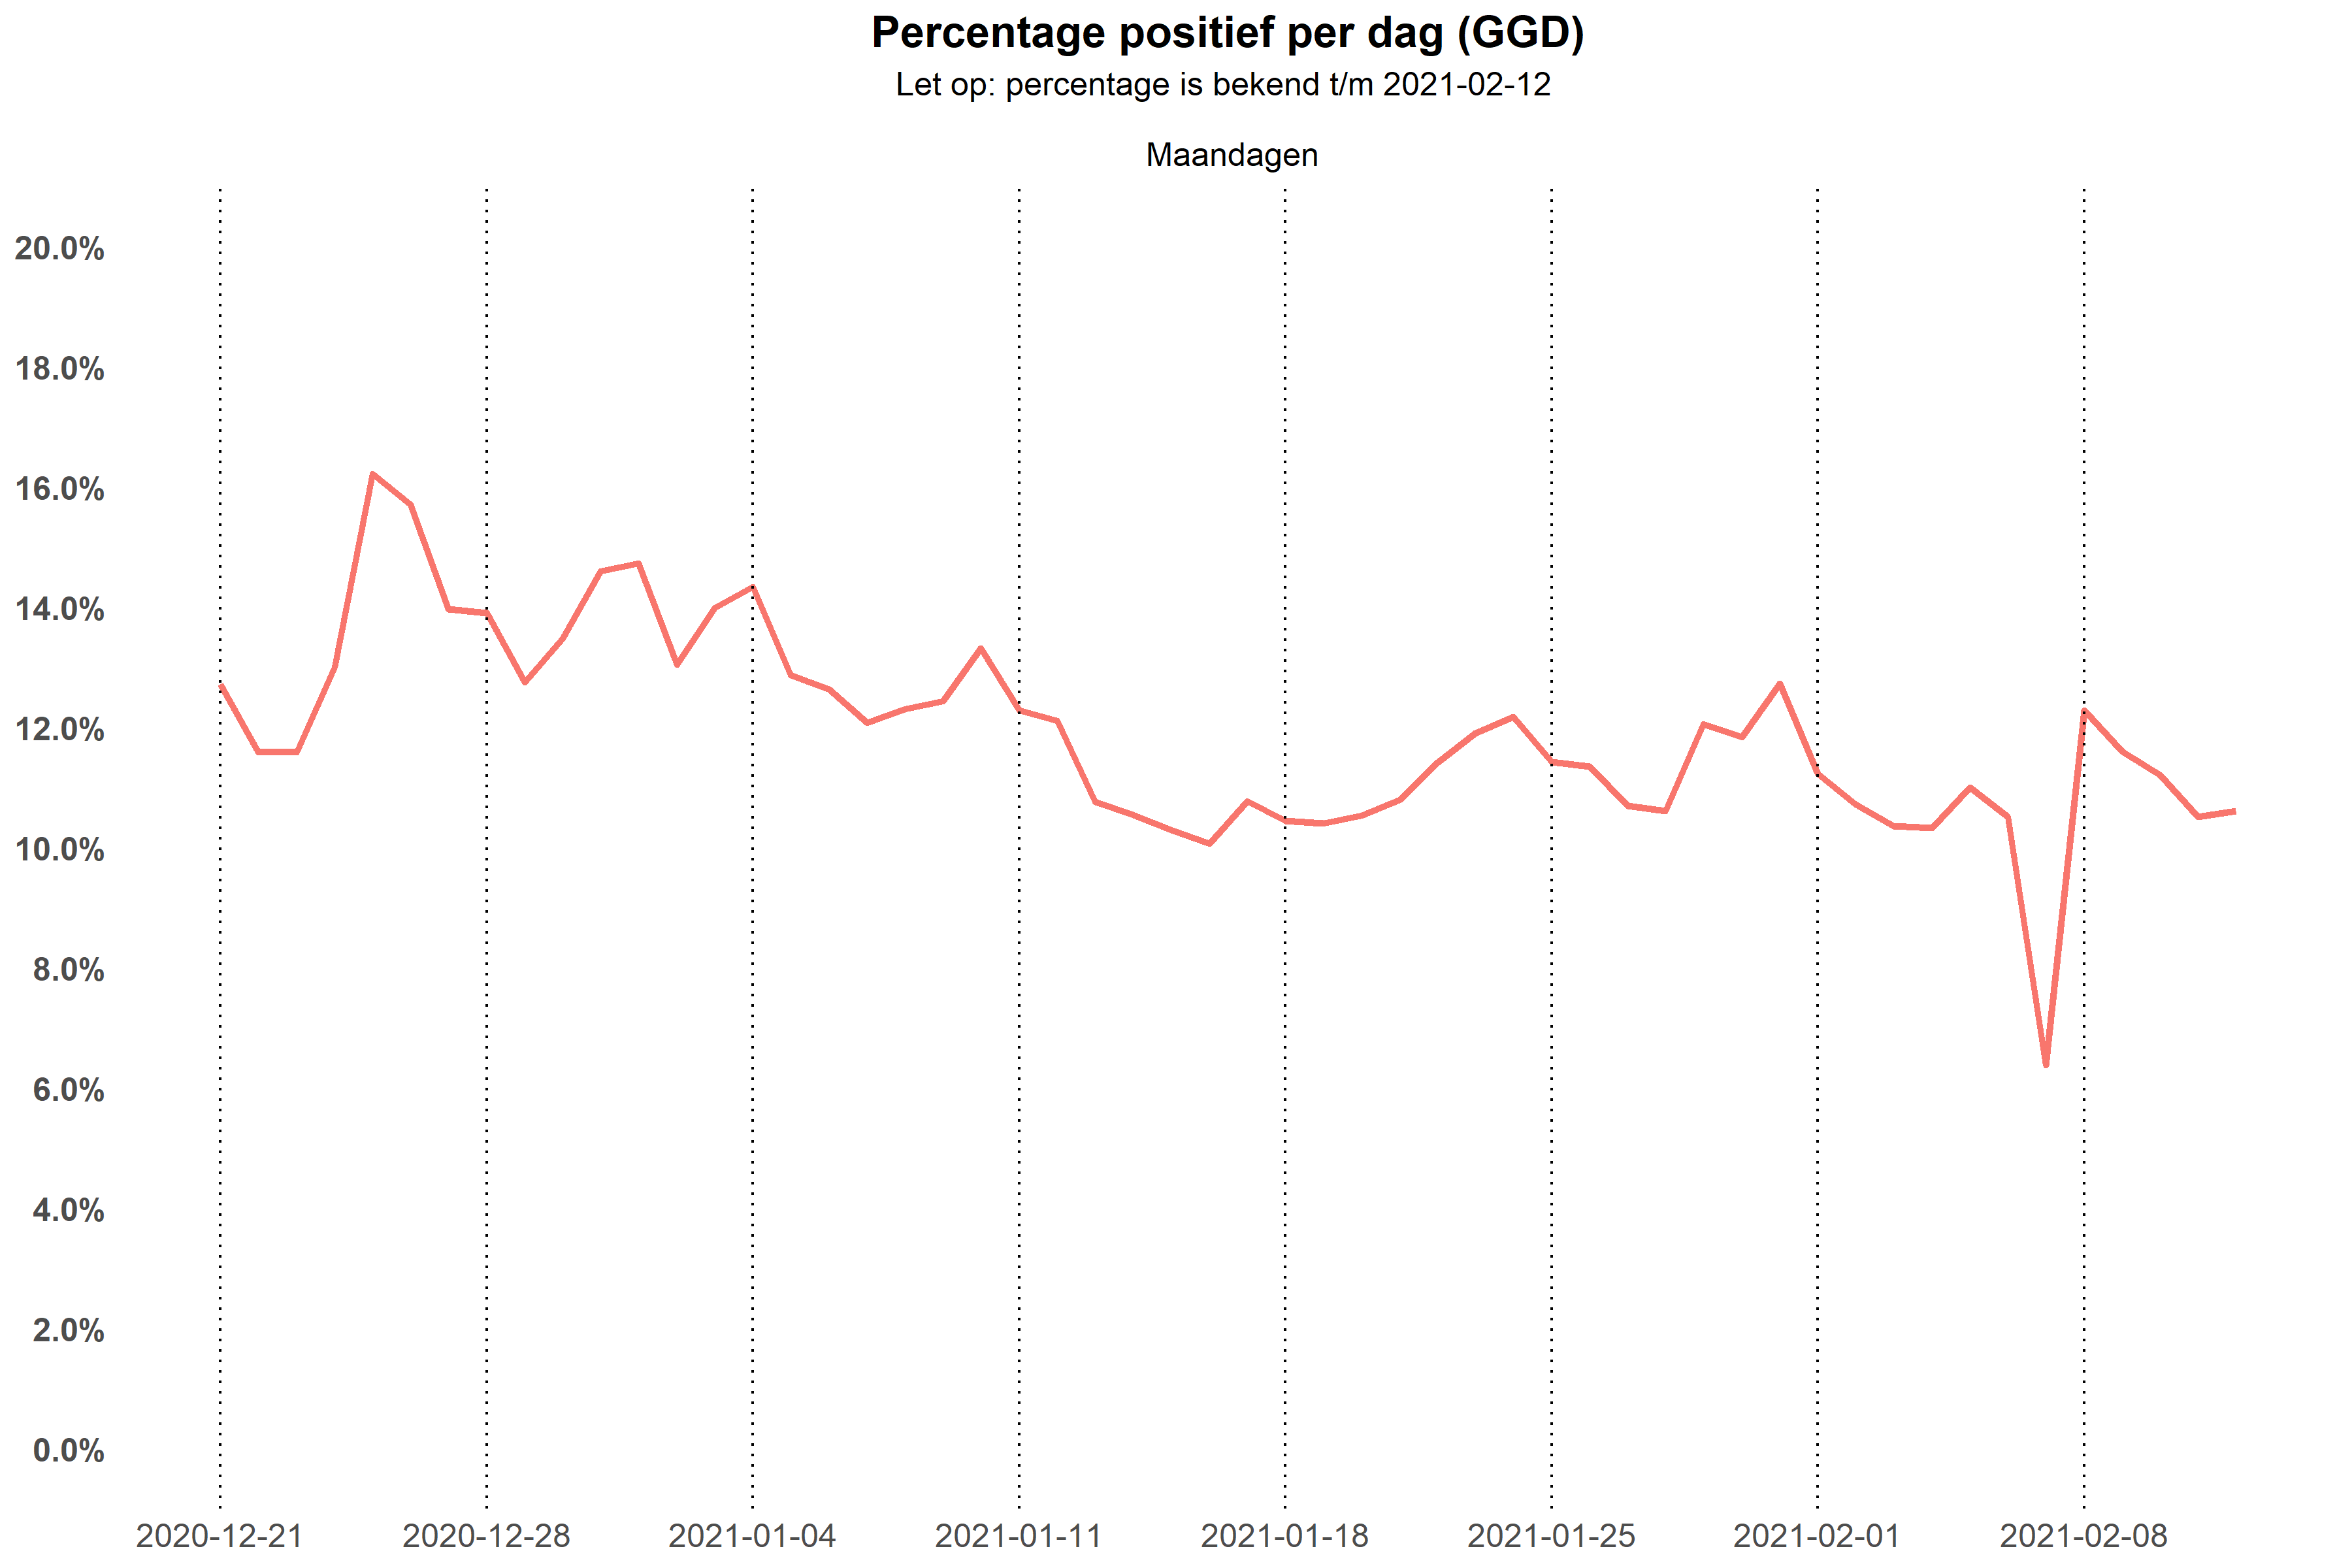 Percentage positief per dag (GGD)
Let op: percentage is bekend t/m 2021-02-12
Maandagen
20.0%
18.0%
16.0%
14.0%
12.0%
10.0%
8.0%
6.0%
4.0%
2.0%
0.0%
2020-12-21 2020-12-28 2021-01-04 2021-01-11 2021-01-18 2021-01-25 2021-02-01 2021-02-08